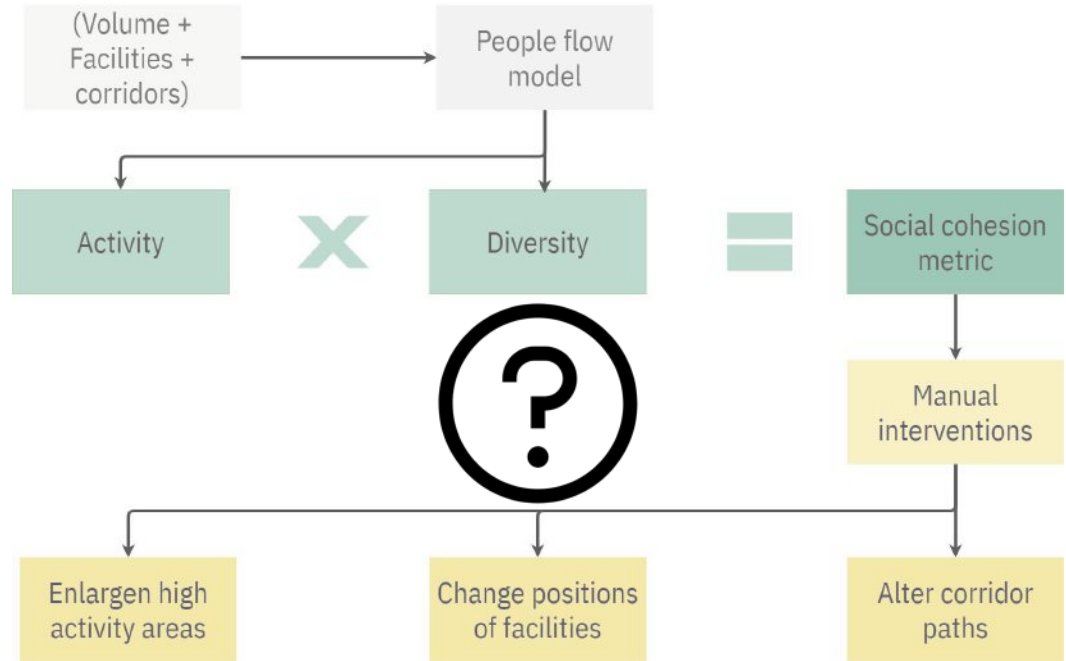 (Volume +
Facilities +
corridors)
People flow
model
Activity
X
Diversity
=
Social cohesion
metric
?
Manual
interventions
Enlargen high
activity areas
Change positions
of facilities
Alter corridor
paths